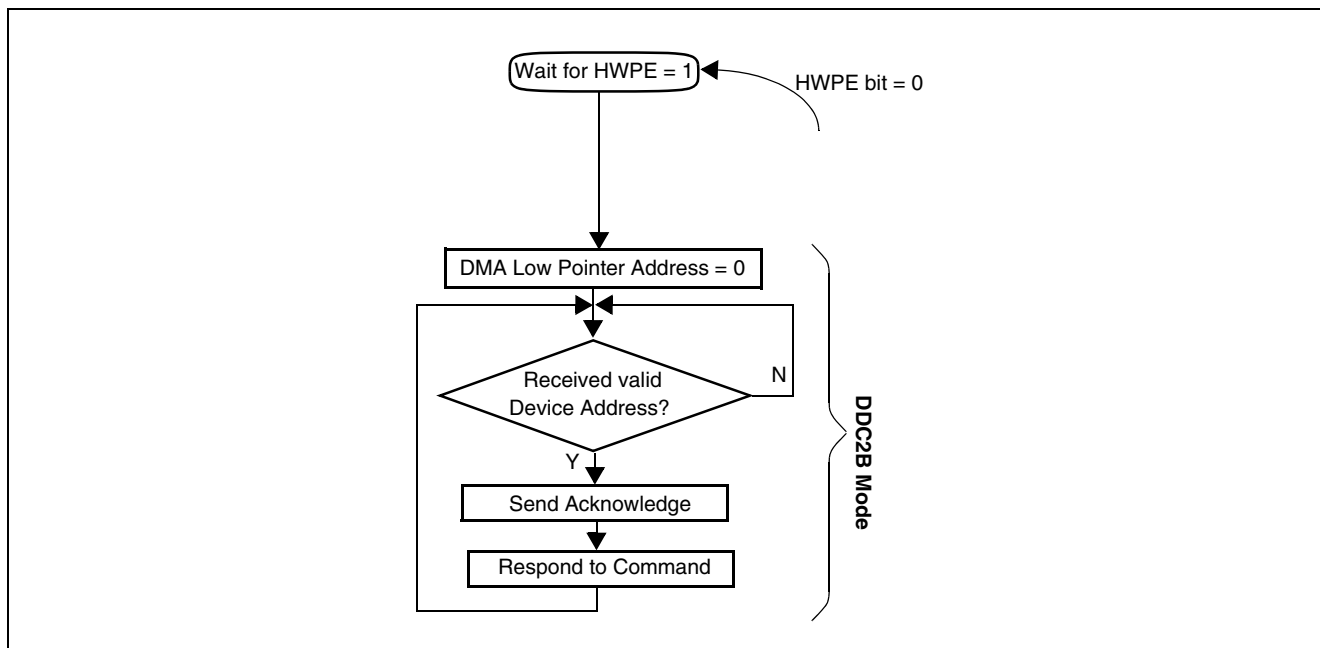 Wait for HWPE = 1
HWPE bit = 0
DMA Low Pointer Address = 0
Received valid
Device Address?
N
Y
Send Acknowledge
Respond to Command
DDC2B Mode